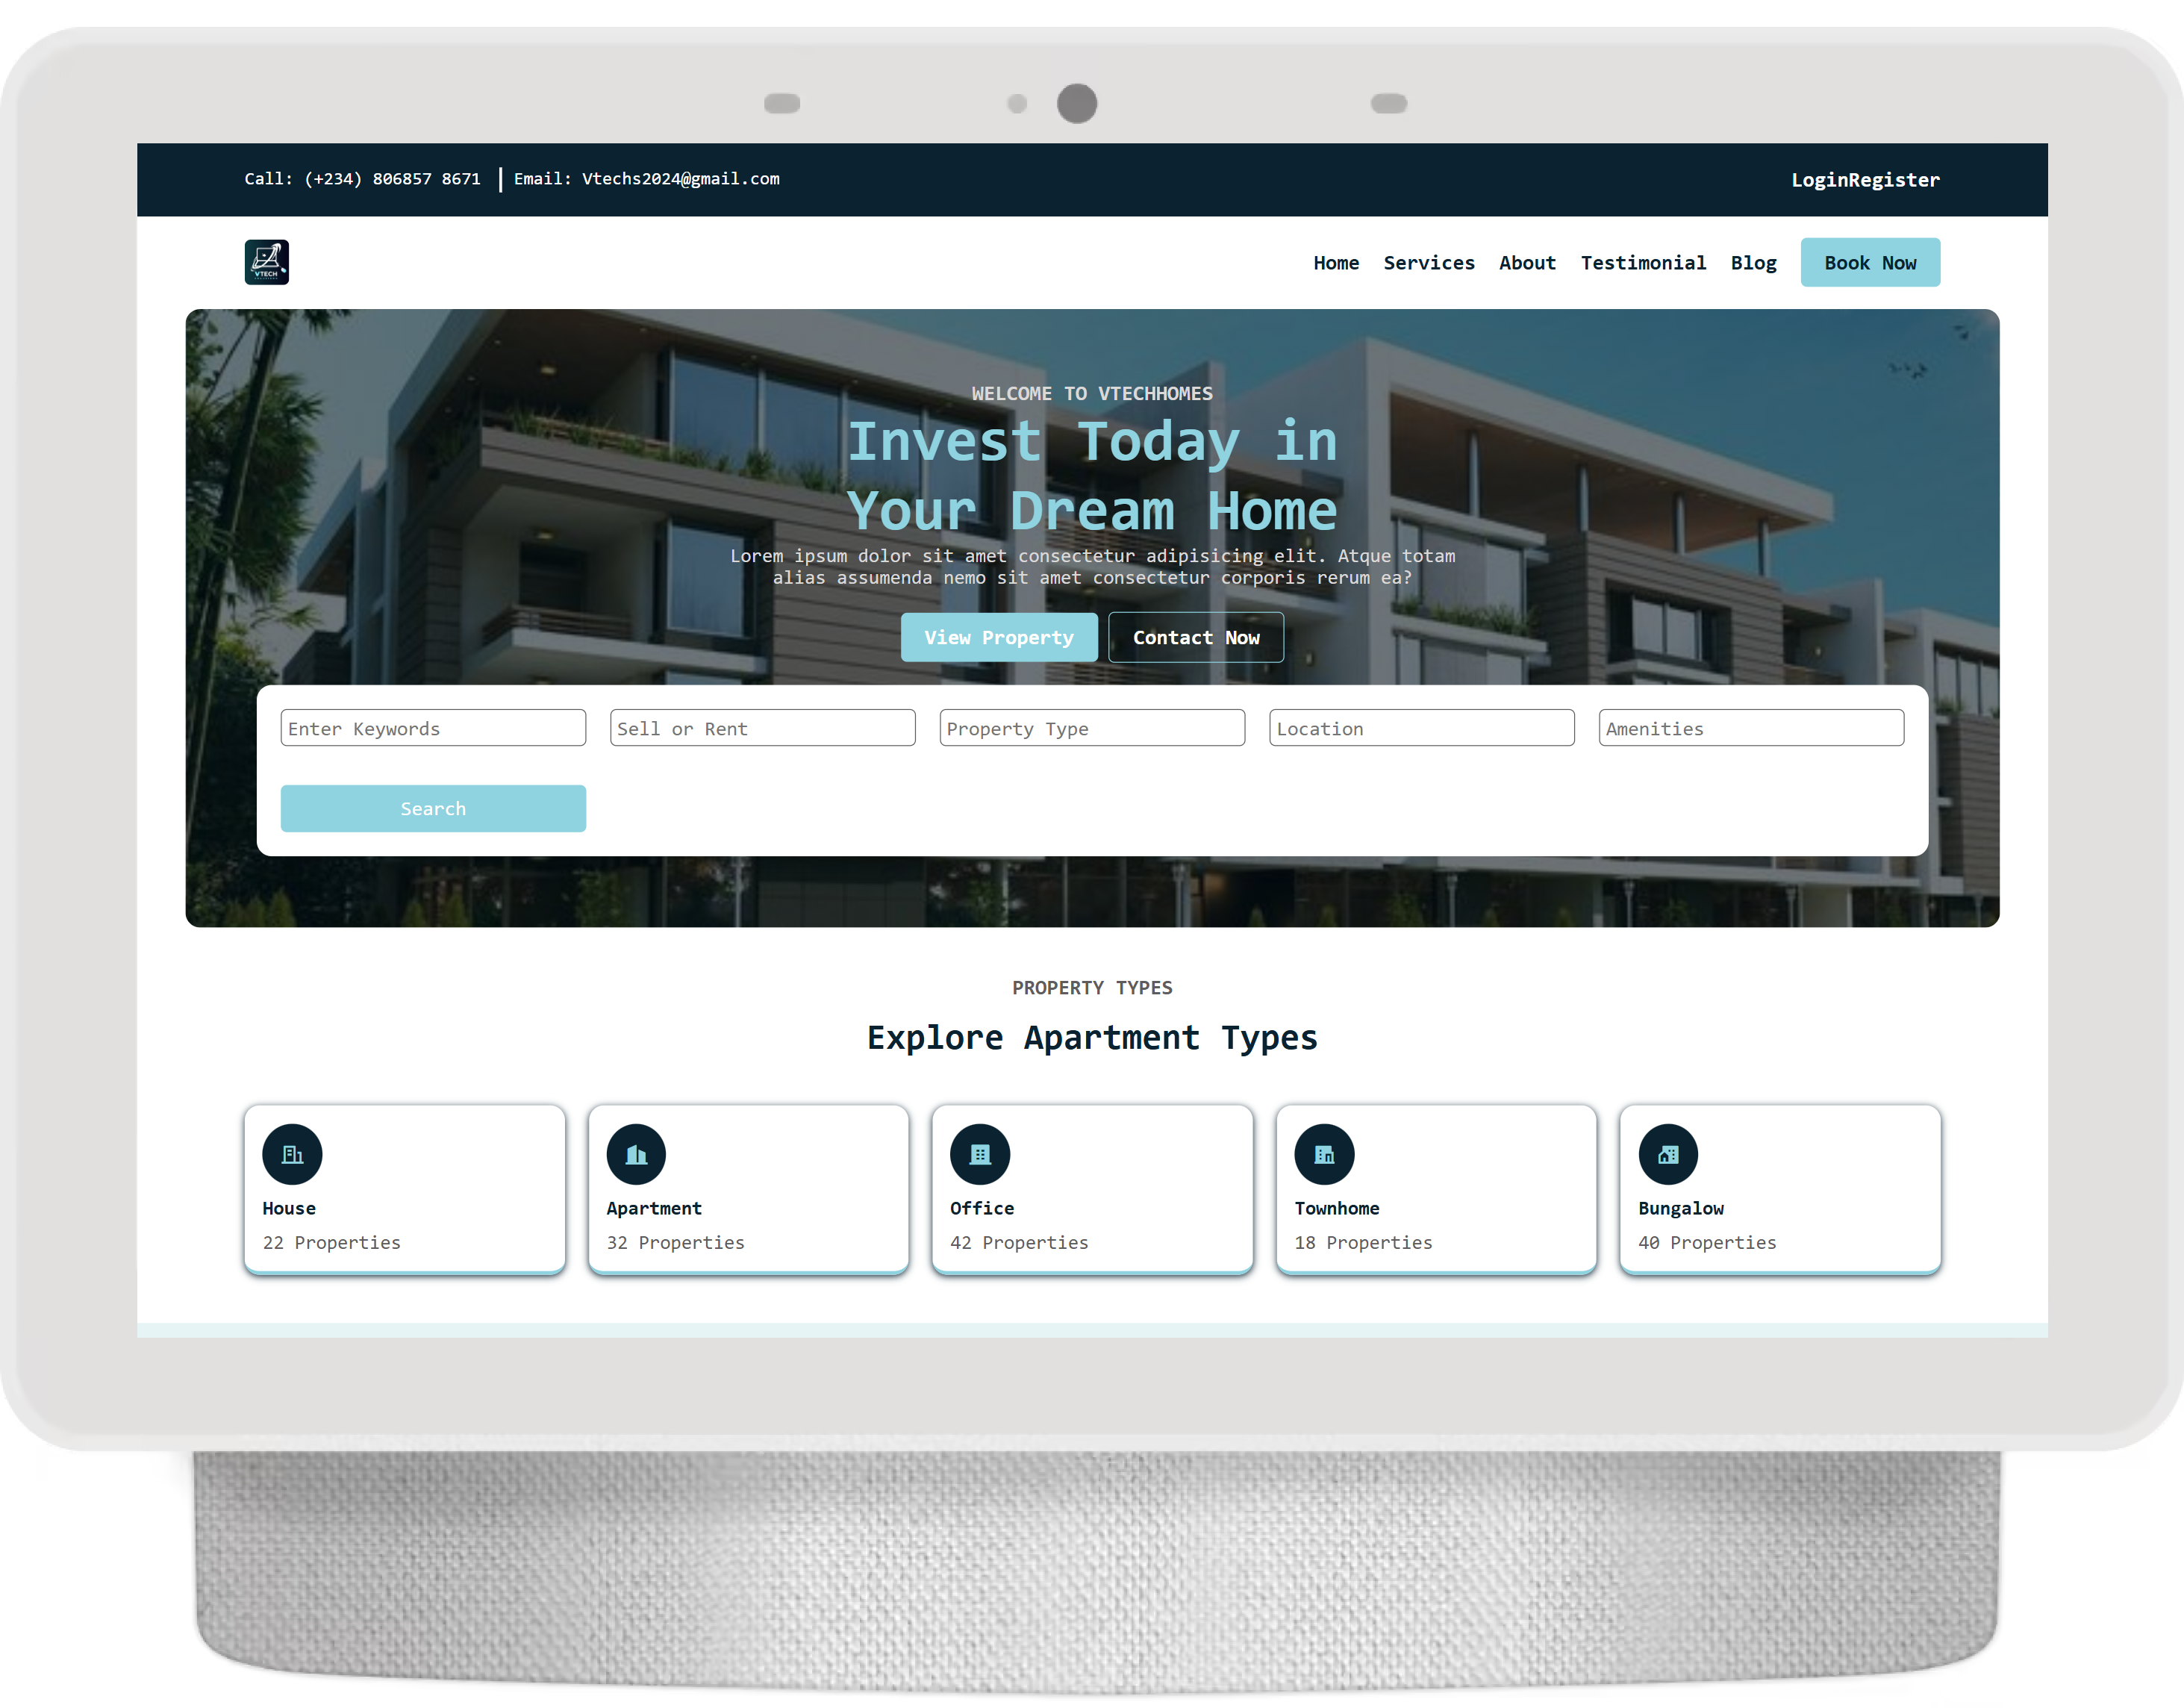 Call: (+234) 806857 8671 Email: Vtechs2024@gmail.com
LoginRegister
VTECH
Home Services About Testimonial Blog Book Now
WELCOME TO VTECHHOMES
Invest Today in
Your Dream Home
Lorem ipsum dolor sit amet consectetur adipisicing elit. Atque totam
alias assumenda nemo sit amet consectetur corporis rerum ea?
View Property Contact Now
Enter Keywords Sell or Rent Property Type Location Amenities
Search
PROPERTY TYPES
Explore Apartment Types
House Apartment Office Townhome Bungalow
22 Properties 32 Properties 42 Properties 18 Properties 40 Properties